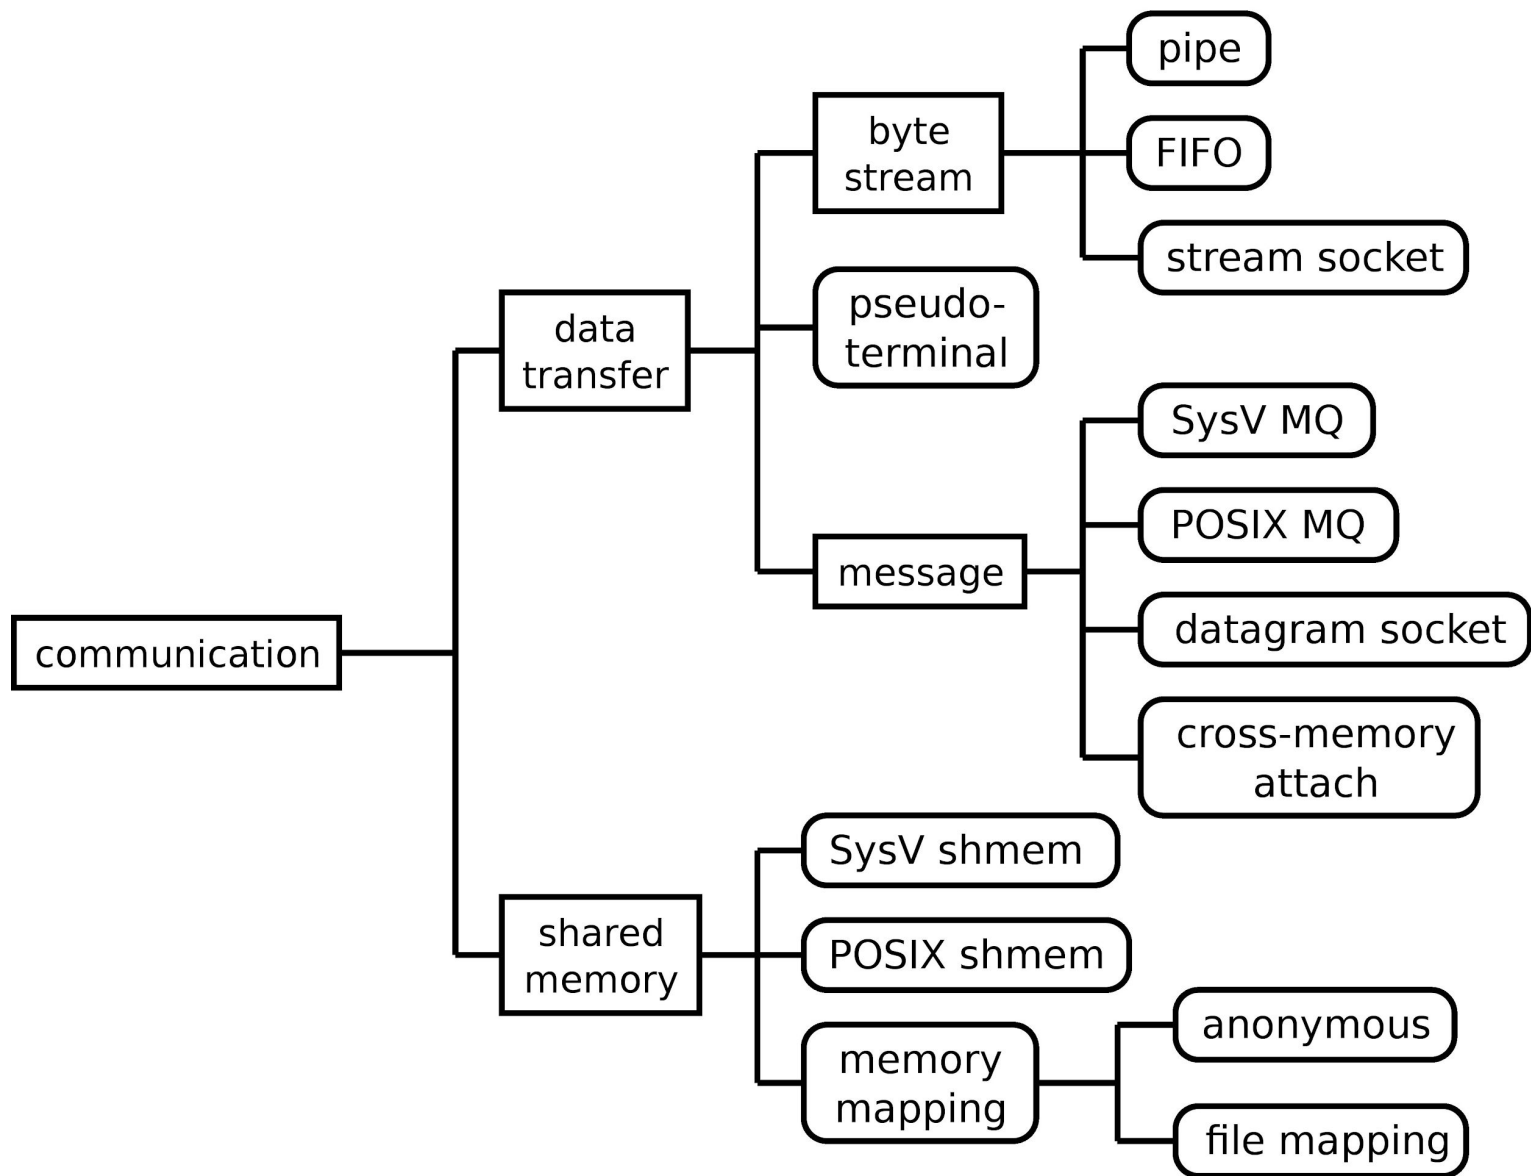 pipe
byte
stream
FIFO
stream socket
data
transfer
pseudo-
terminal
SysV MQ
POSIX MQ
message
datagram socket
communication
cross-memory
attach
SysV shmem
shared
memory
POSIX shmem
memory
mapping
anonymous
file mapping